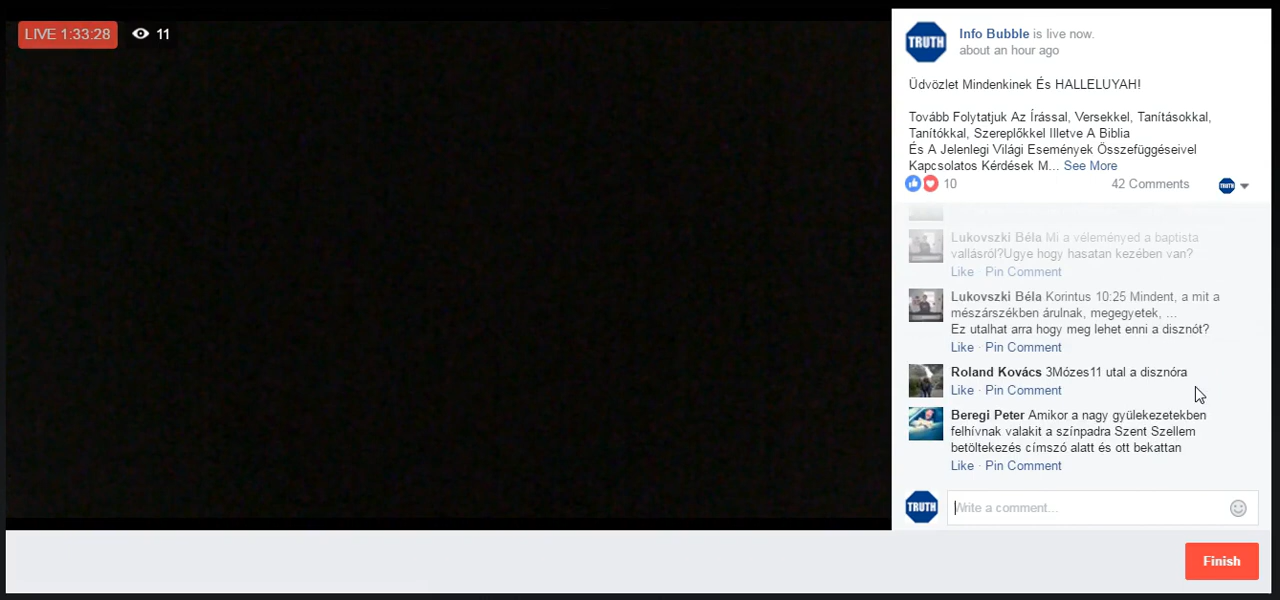 LIVE 1:33:28 11
TRUTH
Info Bubble is live now.
about an hour ago
Üdvözlet Mindenkinek És HALLELUYAH!
Tovább Folytatjuk Az Írással, Versekkel, Tanításokkal,
Tanítókkal, Szereplőkkel Illetve A Biblia
És A Jelenlegi Világi Események Összefüggéseivel
Kapcsolatos Kérdések M... See More
10 42 Comments TRUTH
Lukovszki Béla Mi a véleményed a baptista
vallásról?Ugye hogy hasatan kezében van?
Like · Pin Comment
Lukovszki Béla Korintus 10:25 Mindent, a mit a
mészárszékben árulnak, megegyetek, ...
Ez utalhat arra hogy meg lehet enni a disznót?
Like · Pin Comment
Roland Kovács 3Mózes11 utal a disznóra
Like · Pin Comment
Beregi Peter Amikor a nagy gyülekezetekben
felhívnak valakit a színpadra Szent Szellem
betöltekezés címszó alatt és ott bekattan
Like · Pin Comment
TRUTH Write a comment...
Finish